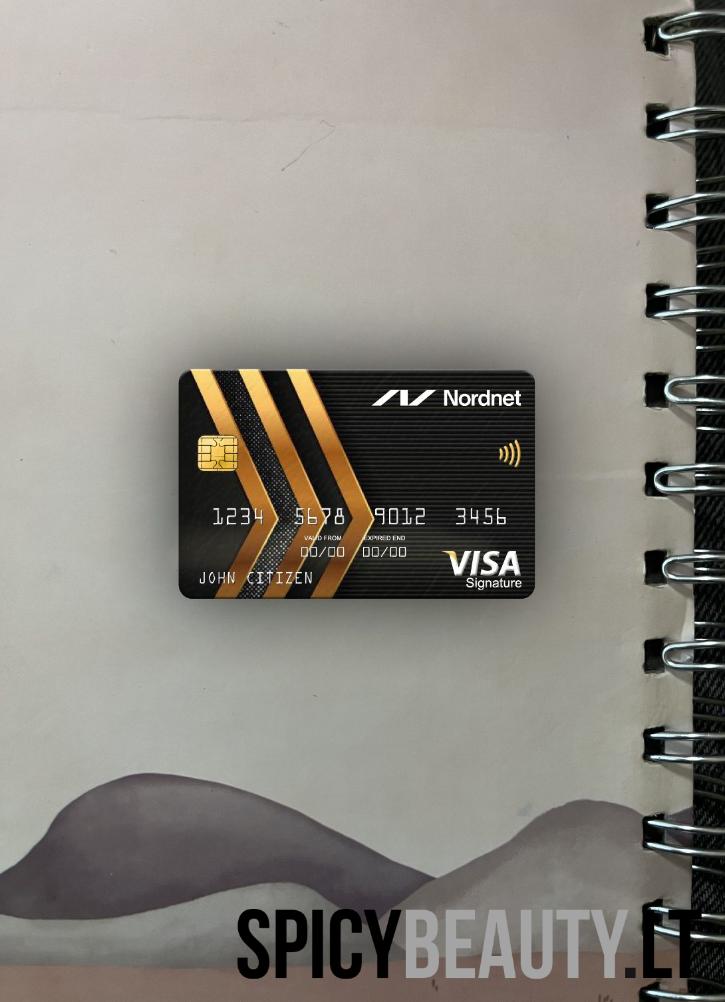 Nordnet
1234 5678 9012 3456
VALID FROM EXPIRED END
00/00 00/00
JOHN CITIZEN
VISA
Signature
SPICYBEAUTY.LT